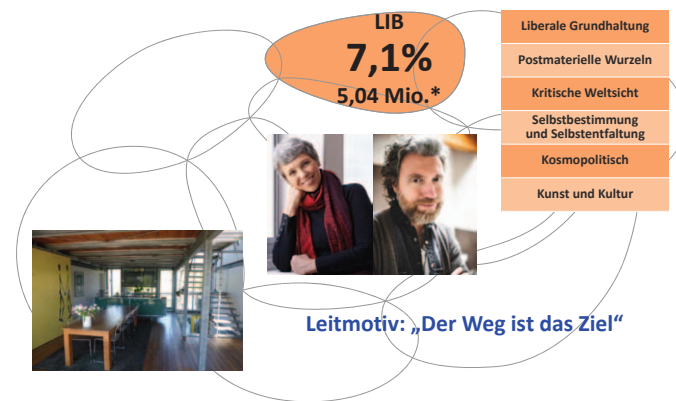 LIB
7,1%
5,04 Mio.*
Liberale Grundhaltung
Postmaterielle Wurzeln
Kritische Weltsicht
Selbstbestimmung
und Selbstentfaltung
Kosmopolitisch
Kunst und Kultur
Leitmotiv: „Der Weg ist das Ziel“